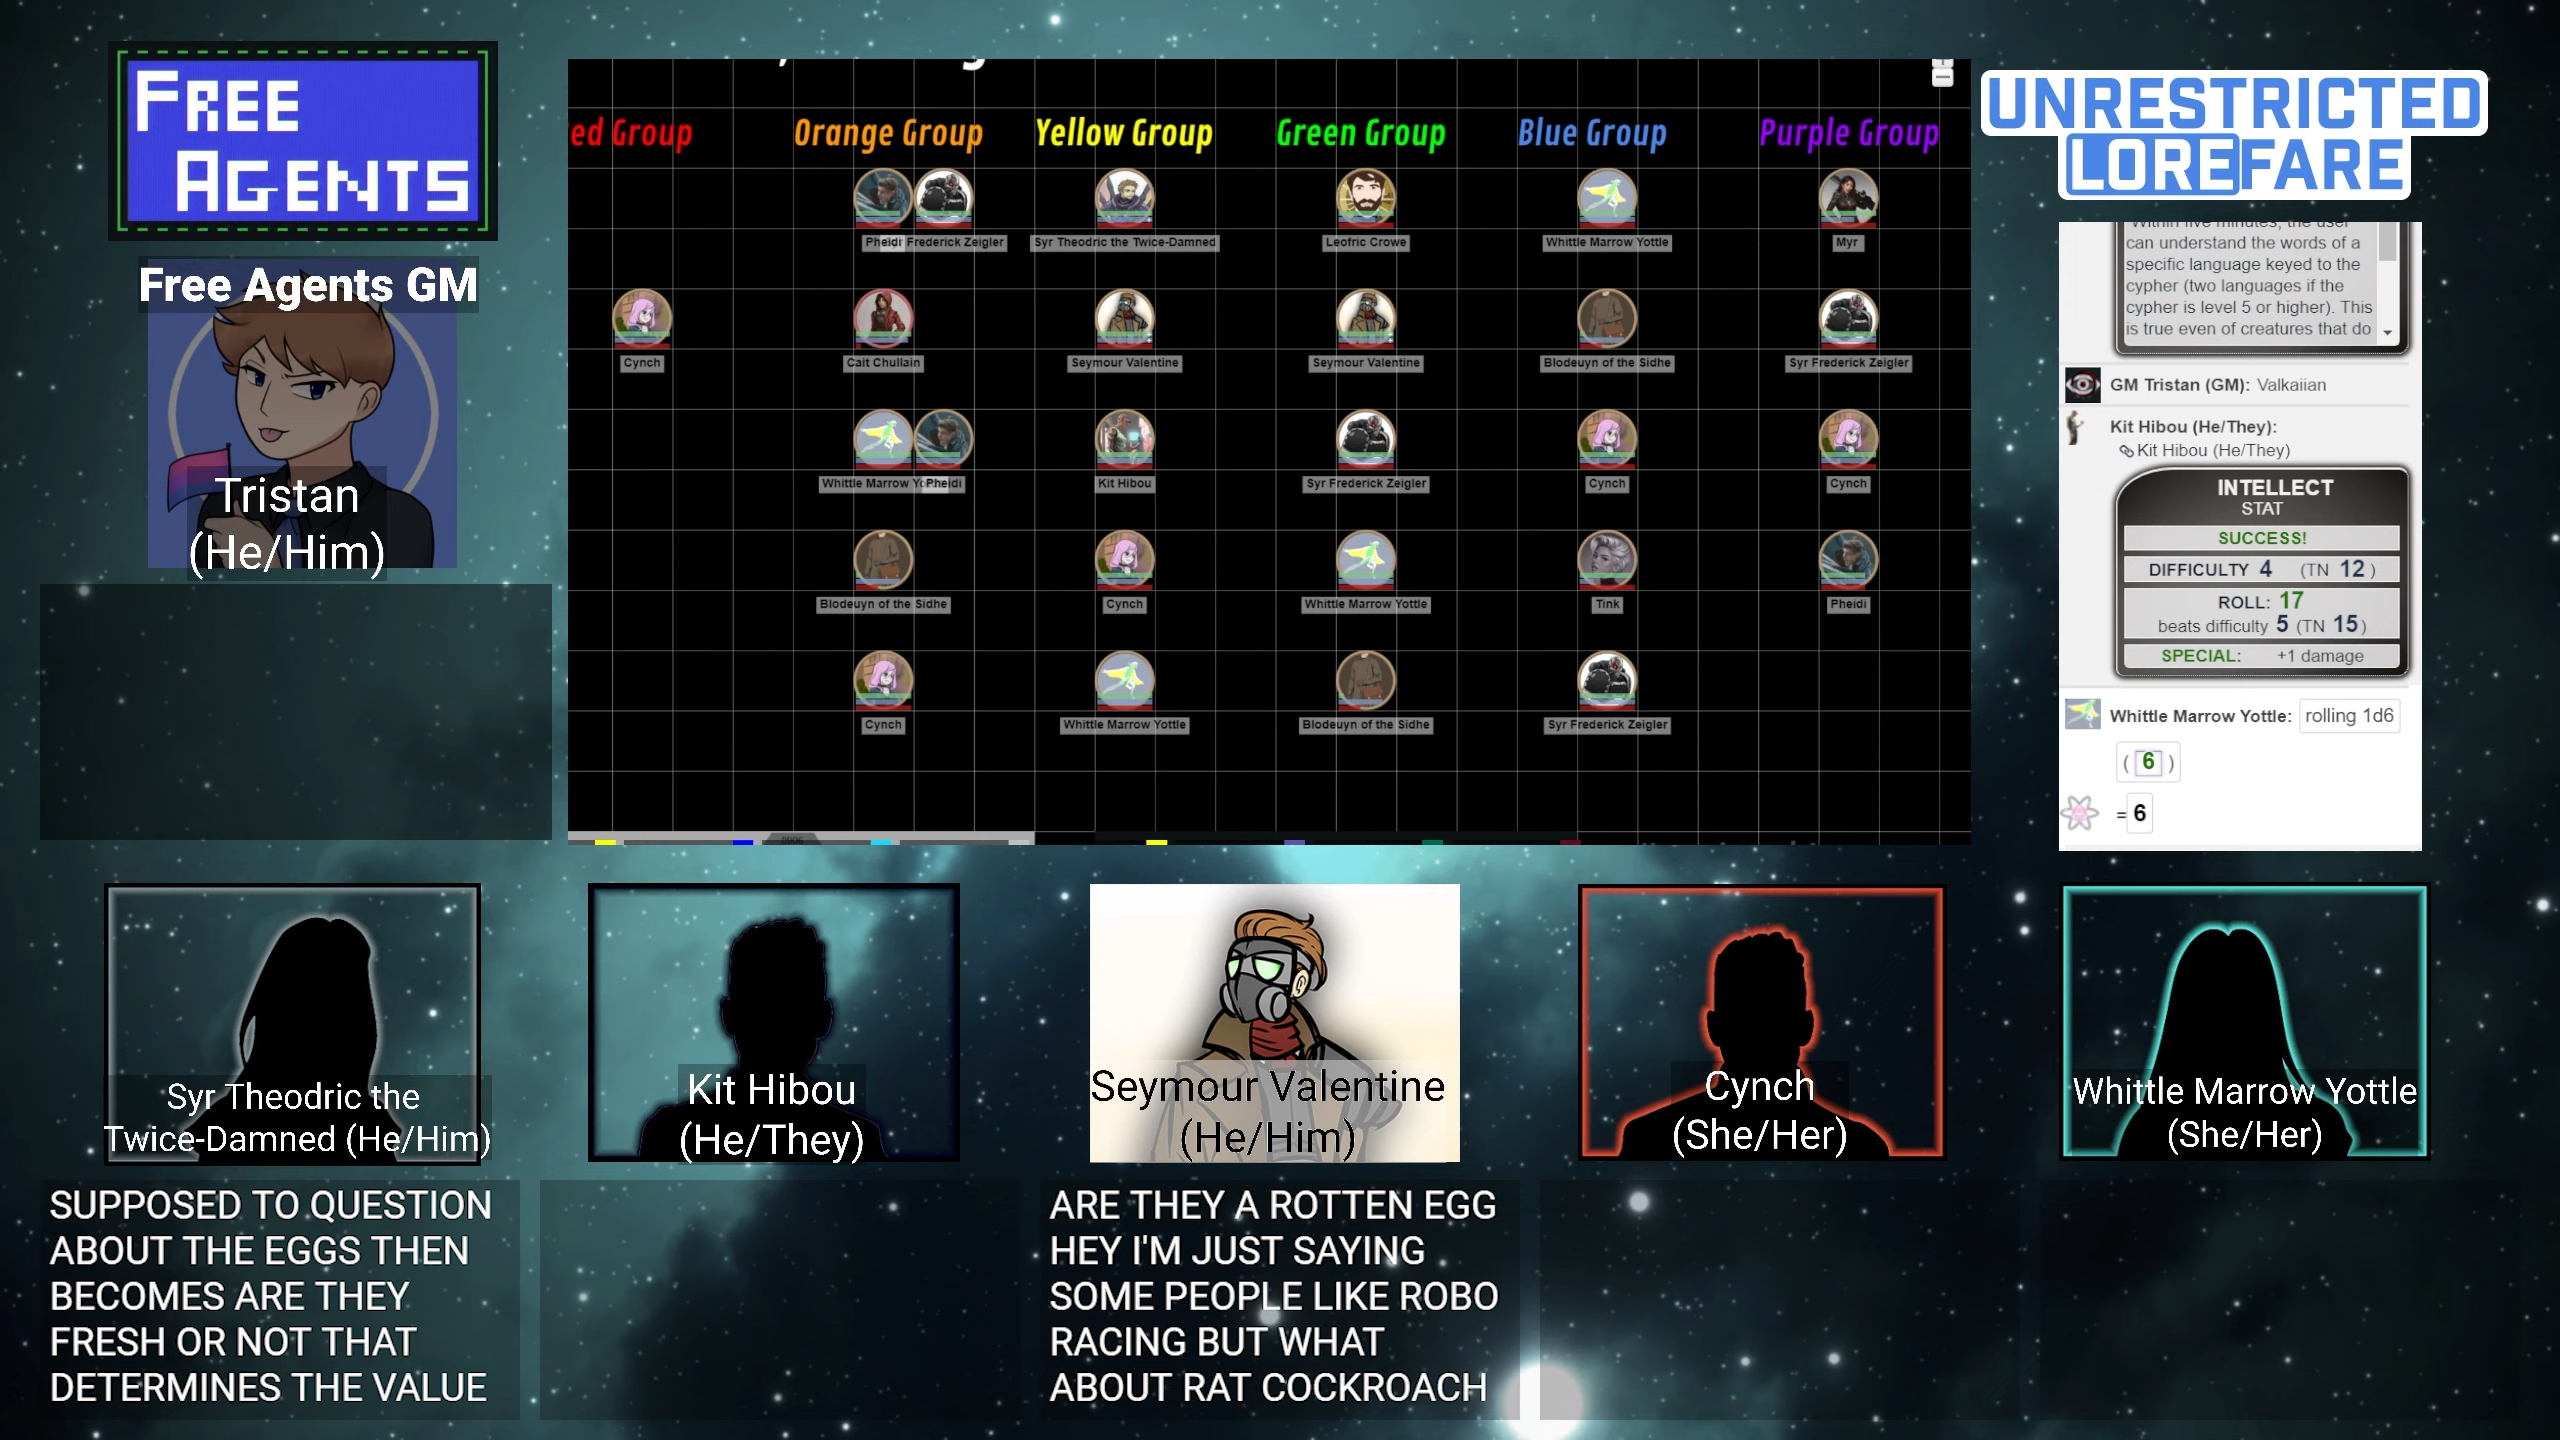 FREE
AGENTS
UNRESTRICTED
LOREFARE
Free Agents GM
Tristan
(He/Him)
ed Group
Orange Group
Yellow Group
Green Group
Blue Group
Purple Group
Pheidi Frederick Zeigler
Syr Theodric the Twice-Damned
Leofric Crowe
Whittle Marrow Yottle
Myr
Cynch
Cait Chullain
Seymour Valentine
Seymour Valentine
Blodeuyn of the Sidhe
Syr Frederick Zeigler
Whittle Marrow Yo
Pheidi
Kit Hibou
Syr Frederick Zeigler
Cynch
Cynch
Blodeuyn of the Sidhe
Cynch
Whittle Marrow Yottle
Tink
Pheidi
Cynch
Whittle Marrow Yottle
Blodeuyn of the Sidhe
Syr Frederick Zeigler
Within five minutes, the user
can understand the words of a
specific language keyed to the
cypher (two languages if the
cypher is level 5 or higher). This
is true even of creatures that do
GM Tristan (GM): Valkaiian
Kit Hibou (He/They):
Kit Hibou (He/They)
INTELLECT
STAT
SUCCESS!
DIFFICULTY 4 (TN 12 )
ROLL: 17
beats difficulty 5 (TN 15)
SPECIAL: +1 damage
Whittle Marrow Yottle: rolling 1d6
( 6 )
= 6
Syr Theodric the
Twice-Damned (He/Him)
Kit Hibou
(He/They)
Seymour Valentine
(He/Him)
Cynch
(She/Her)
Whittle Marrow Yottle
(She/Her)
SUPPOSED TO QUESTION
ABOUT THE EGGS THEN
BECOMES ARE THEY
FRESH OR NOT THAT
DETERMINES THE VALUE
ARE THEY A ROTTEN EGG
HEY I'M JUST SAYING
SOME PEOPLE LIKE ROBO
RACING BUT WHAT
ABOUT RAT COCKROACH